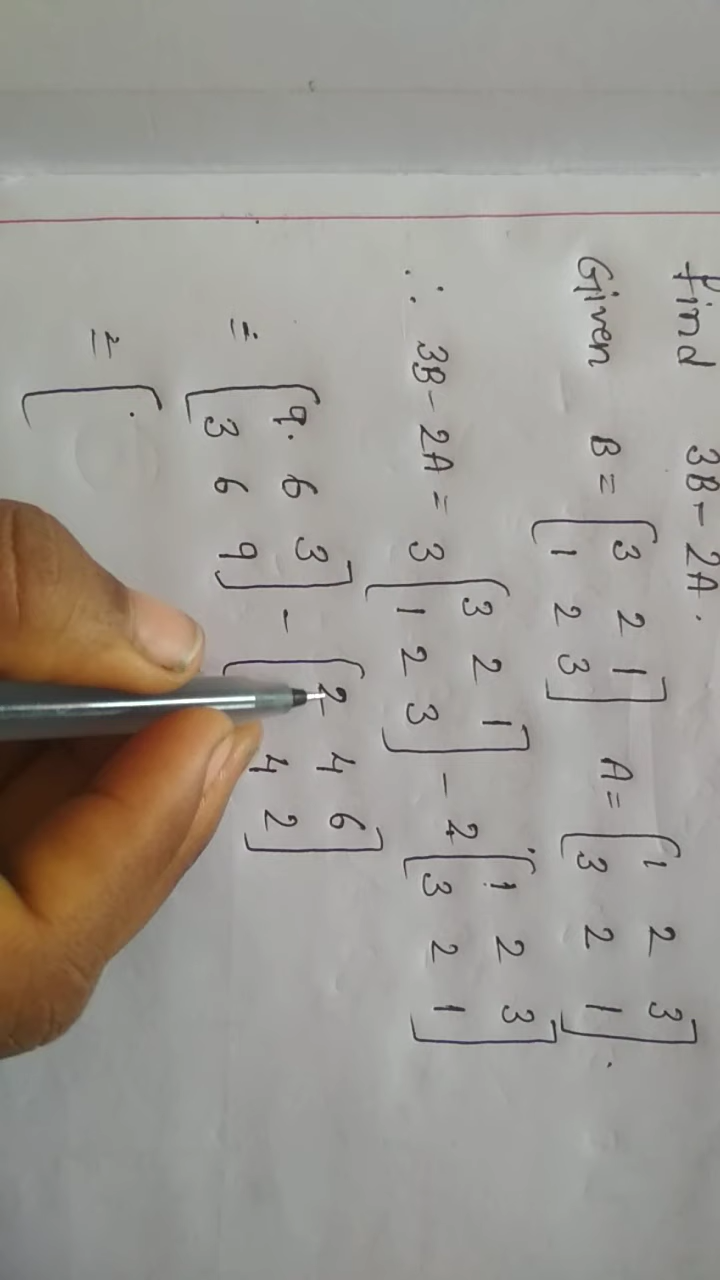 Find 3B - 2A.
Given B = [3 2 1 A = [1 2 3
1 2 3] 3 2 1].
∴ 3B - 2A = 3 [3 2 1 - 2 [1 2 3
1 2 3] 3 2 1]
= [9 6 3 - [2 4 6
3 6 9] 4 2]
= [